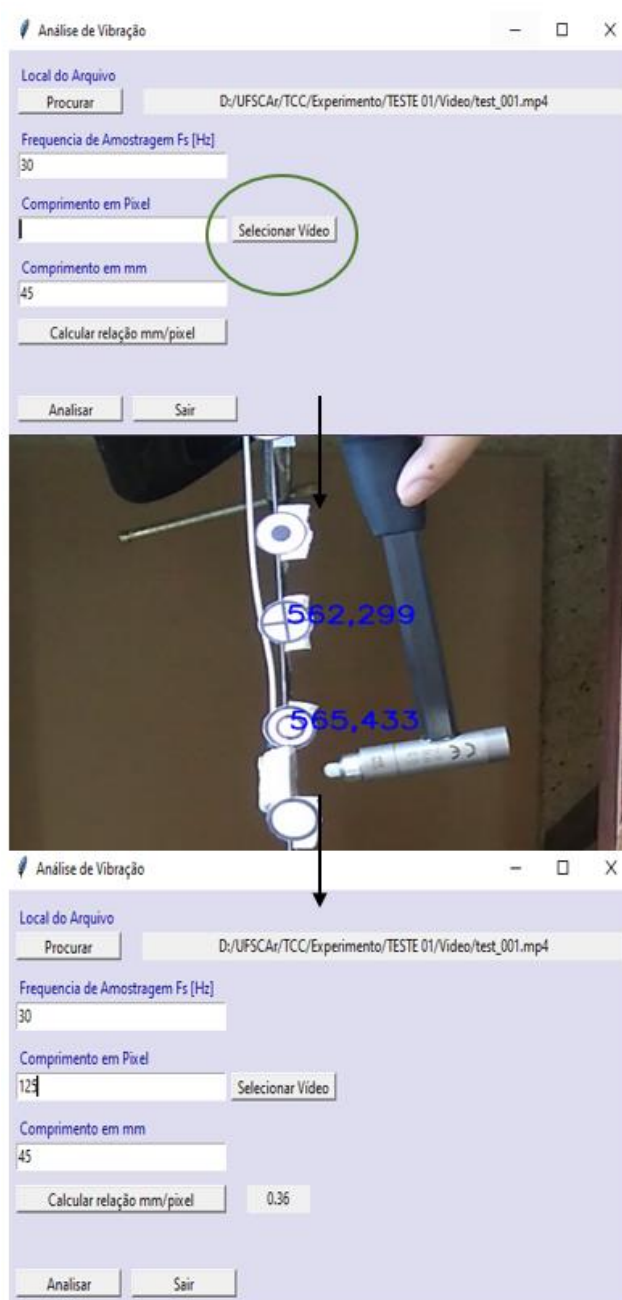 Análise de Vibração
Local do Arquivo
Procurar D:/UFSCAr/TCC/Experimento/TESTE 01/Video/test_001.mp4
Frequencia de Amostragem Fs [Hz]
30
Comprimento em Pixel
Selecionar Vídeo
Comprimento em mm
45
Calcular relação mm/pixel
Analisar Sair
562,299
565,433
CE
Análise de Vibração
Local do Arquivo
Procurar D:/UFSCAr/TCC/Experimento/TESTE 01/Video/test_001.mp4
Frequencia de Amostragem Fs [Hz]
30
Comprimento em Pixel
125 Selecionar Vídeo
Comprimento em mm
45
Calcular relação mm/pixel 0.36
Analisar Sair